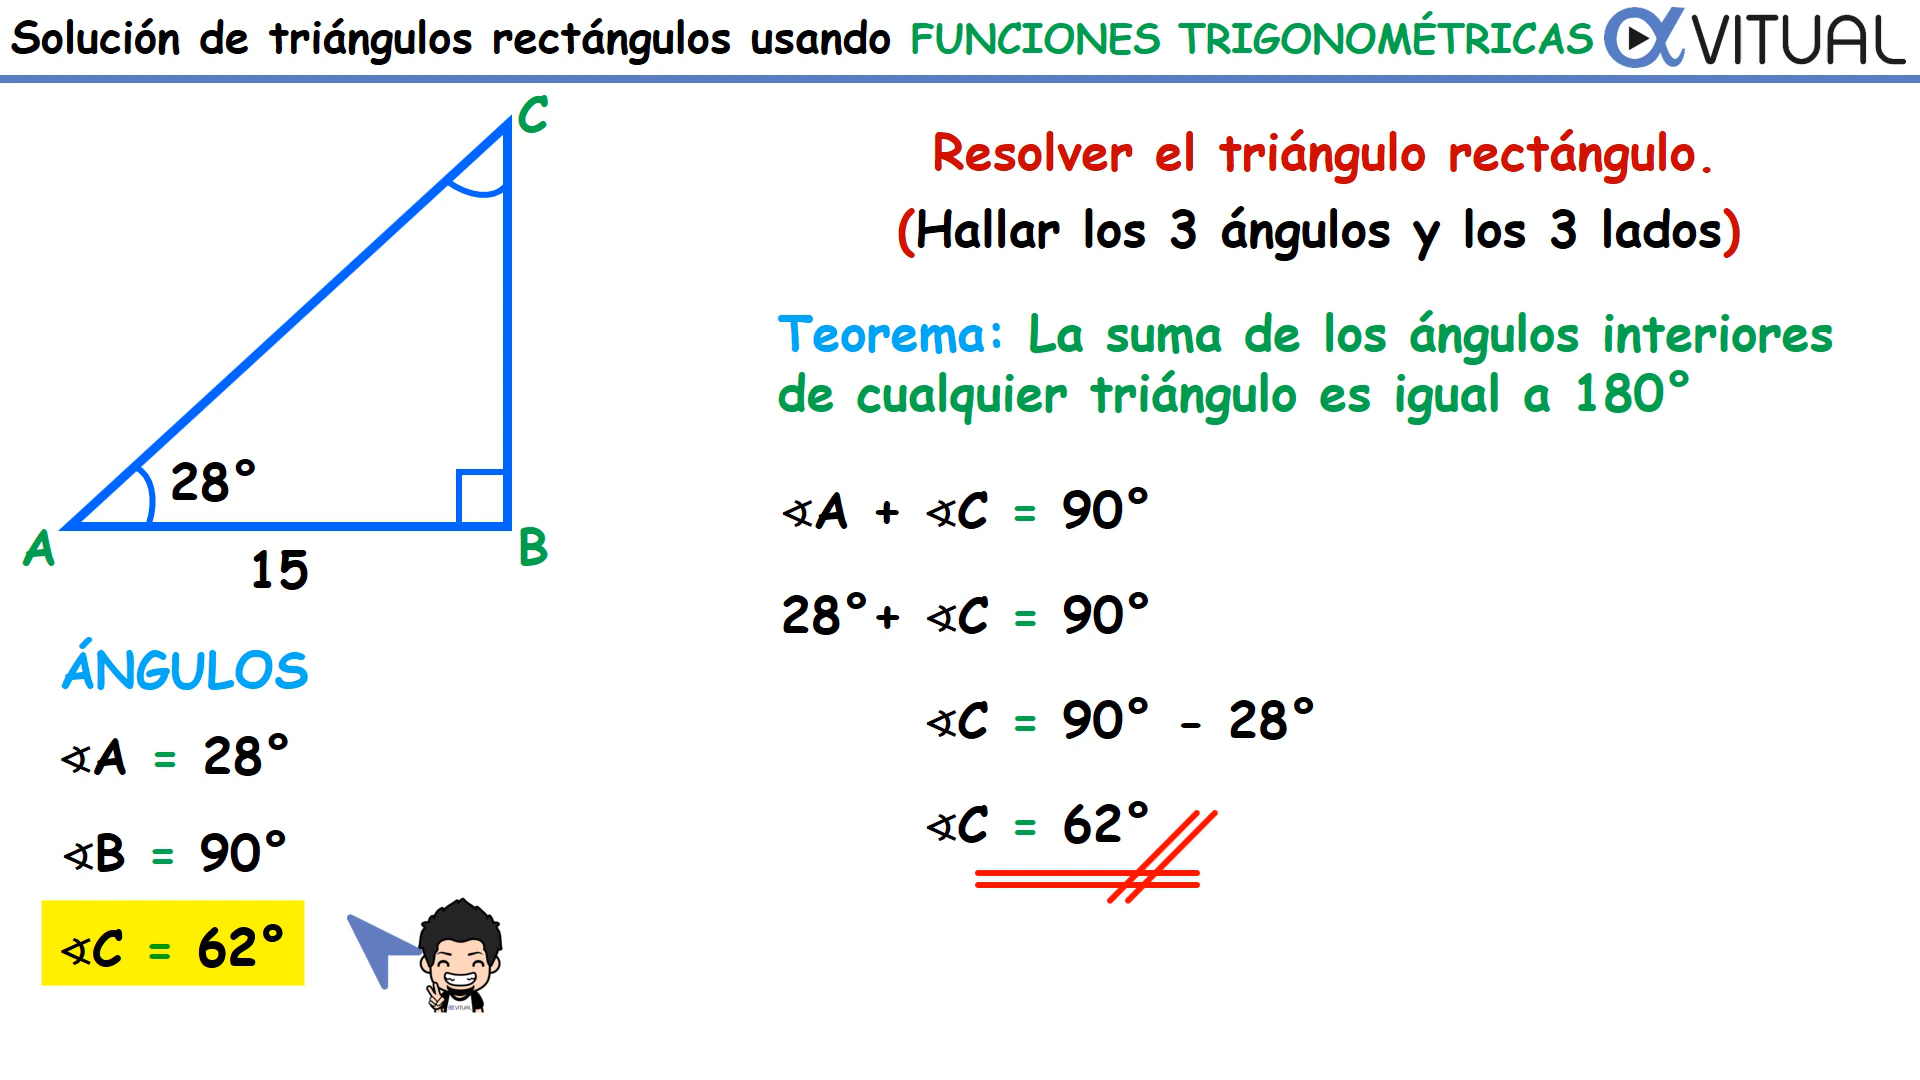 Solución de triángulos rectángulos usando FUNCIONES TRIGONOMÉTRICAS αVITUAL
C
Resolver el triángulo rectángulo.
(Hallar los 3 ángulos y los 3 lados)
Teorema: La suma de los ángulos interiores
de cualquier triángulo es igual a 180°
28°
A
B
15
∢A + ∢C = 90°
28° + ∢C = 90°
∢C = 90° - 28°
∢C = 62°
ÁNGULOS
∢A = 28°
∢B = 90°
∢C = 62°
αVITUAL